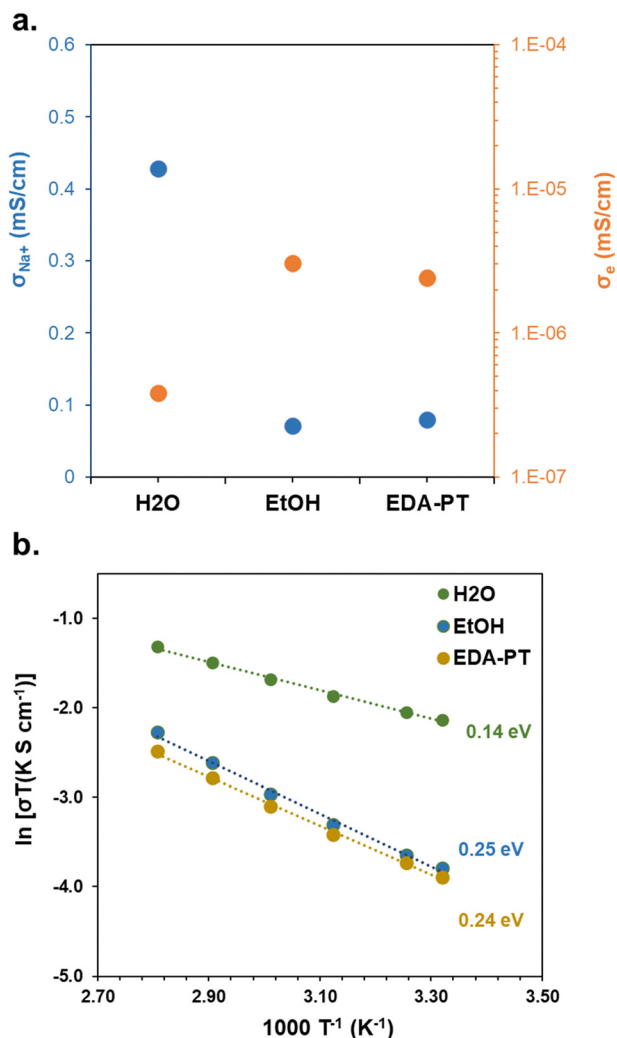 a.
0.6
0.5
0.4
0.3
0.2
0.1
0
σNa+ (mS/cm)
1.E-04
1.E-05
1.E-06
1.E-07
σe (mS/cm)
H2O EtOH EDA-PT
b.
-1.0
-2.0
-3.0
-4.0
-5.0
ln [σT(K S cm⁻¹)]
H2O
EtOH
EDA-PT
0.14 eV
0.25 eV
0.24 eV
2.70 2.90 3.10 3.30 3.50
1000 T⁻¹ (K⁻¹)